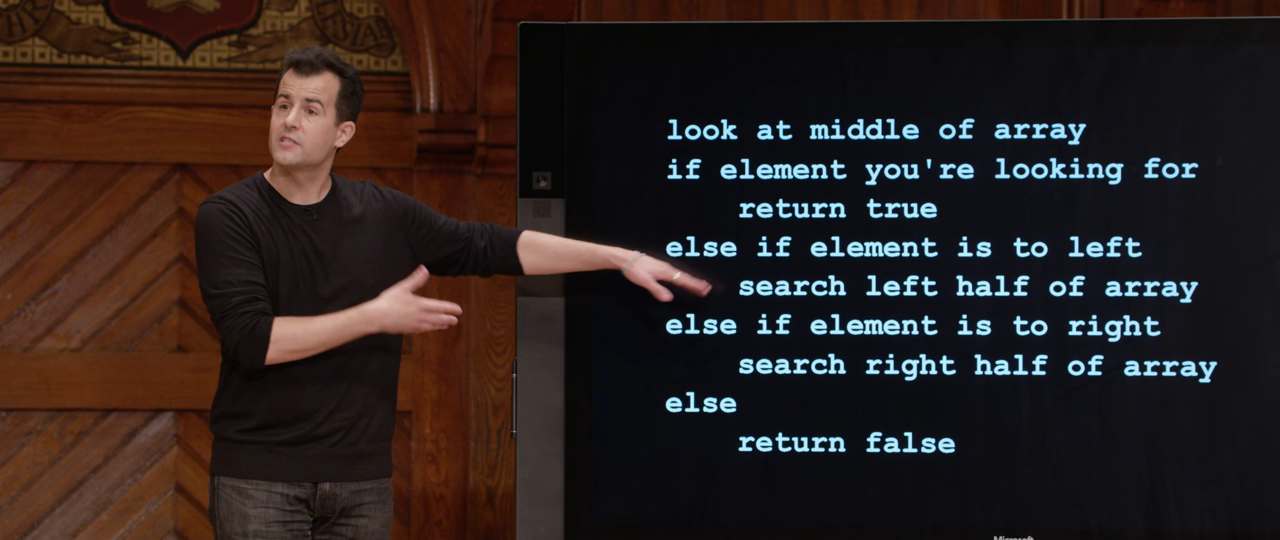 look at middle of array
if element you're looking for
return true
else if element is to left
search left half of array
else if element is to right
search right half of array
else
return false
Microsoft